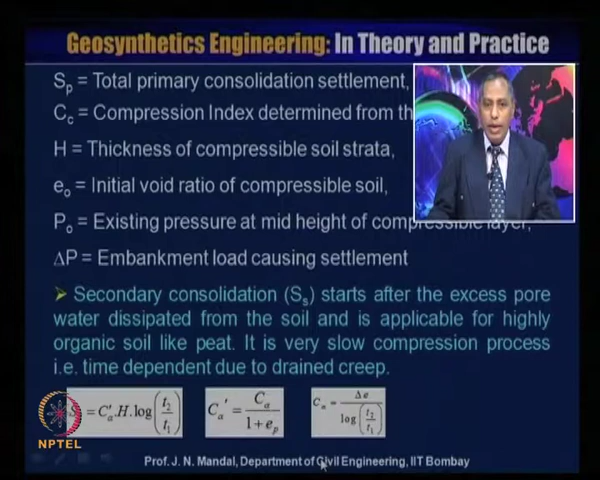 Geosynthetics Engineering: In Theory and Practice
Sp = Total primary consolidation settlement,
Cc = Compression Index determined from th
H = Thickness of compressible soil strata,
eo = Initial void ratio of compressible soil,
Po = Existing pressure at mid height of compressible layer,
ΔP = Embankment load causing settlement
➢ Secondary consolidation (Ss) starts after the excess pore
water dissipated from the soil and is applicable for highly
organic soil like peat. It is very slow compression process
i.e. time dependent due to drained creep.
S = C'α.H.log(t2/t1) Cα' = Cα/(1+ep) Cα = Δe/log(t2/t1)
NPTEL
Prof. J. N. Mandal, Department of Civil Engineering, IIT Bombay